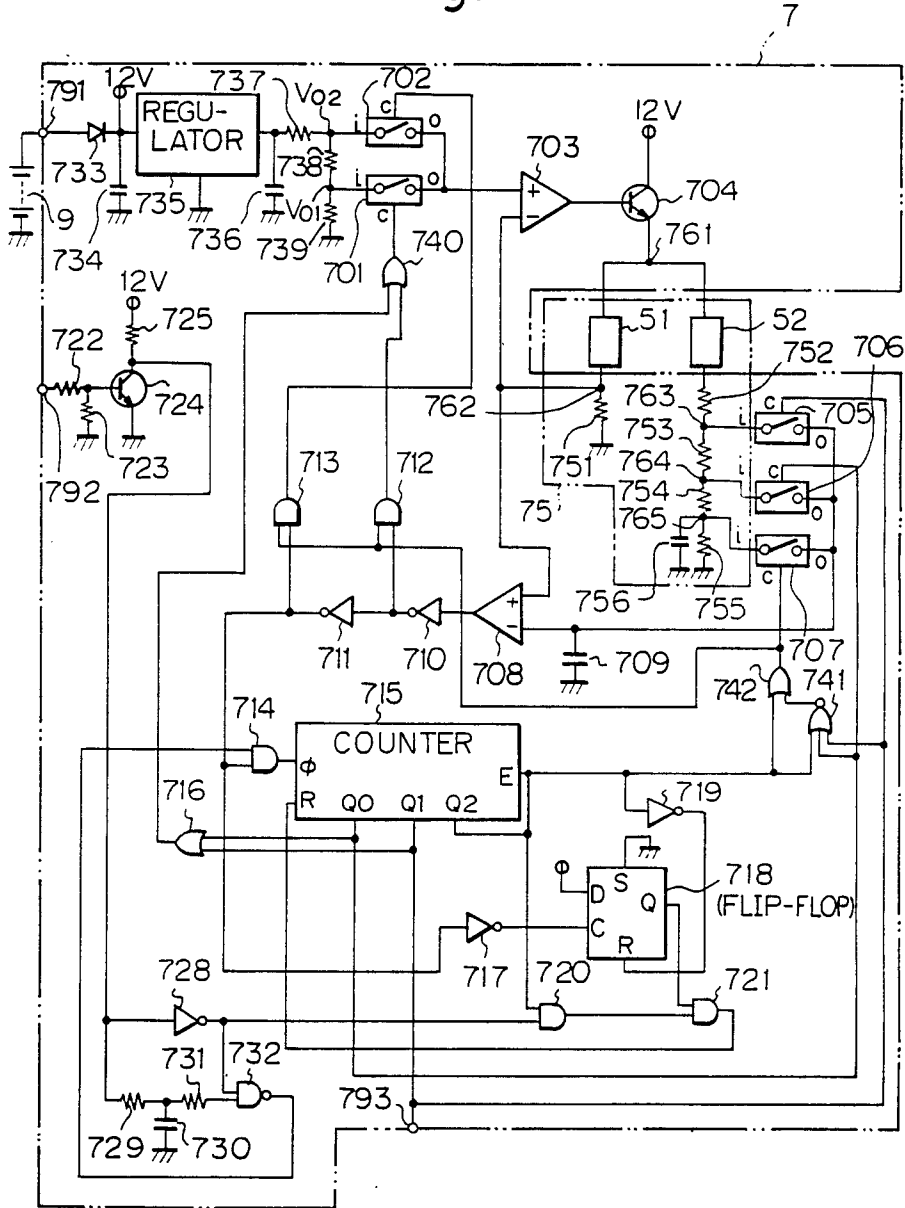 7
12V
737
702
791
REGU-
LATOR
V02
i
C
O
703
12V
733
738
i
O
+
-
704
735
V01
C
9
734
736
739
701
740
761
12V
725
51
52
706
722
752
724
762
763
C
705
723
753
L
O
792
713
712
751
764
i
C
75
754
O
765
L
O
C
756
755
+
-
711
710
708
709
707
742
741
714
715
COUNTER
Φ
E
719
716
R
Q0
Q1
Q2
S
D
Q
718
(FLIP-FLOP)
C
R
717
720
721
728
731
732
793
729
730